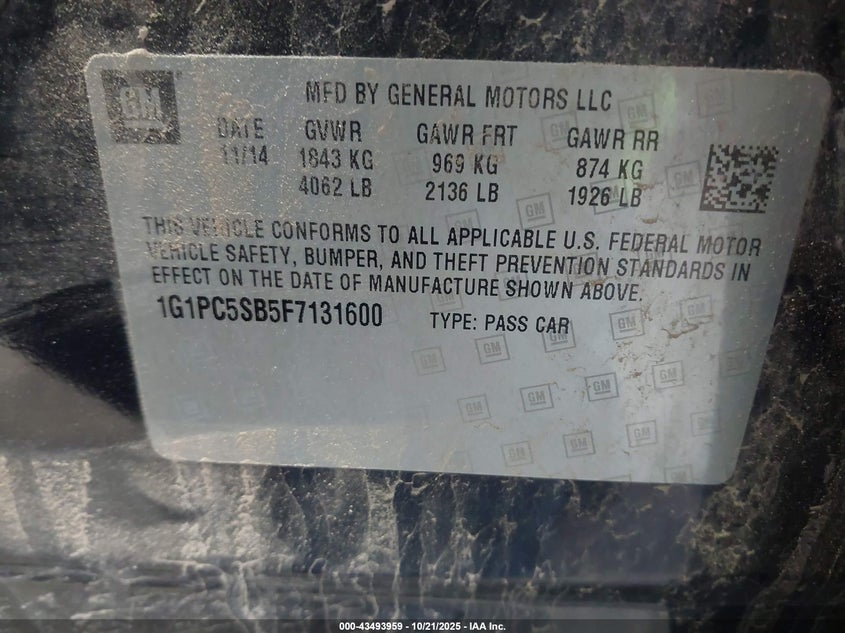 GM
MFD BY GENERAL MOTORS LLC
DATE GVWR GAWR FRT GAWR RR
11/14 1843 KG 969 KG 874 KG
4062 LB 2136 LB 1926 LB
THIS VEHICLE CONFORMS TO ALL APPLICABLE U.S. FEDERAL MOTOR
VEHICLE SAFETY, BUMPER, AND THEFT PREVENTION STANDARDS IN
EFFECT ON THE DATE OF MANUFACTURE SHOWN ABOVE.
1G1PC5SB5F7131600 TYPE: PASS CAR
000-43493959 | 10/21/2025 | IAA Inc.